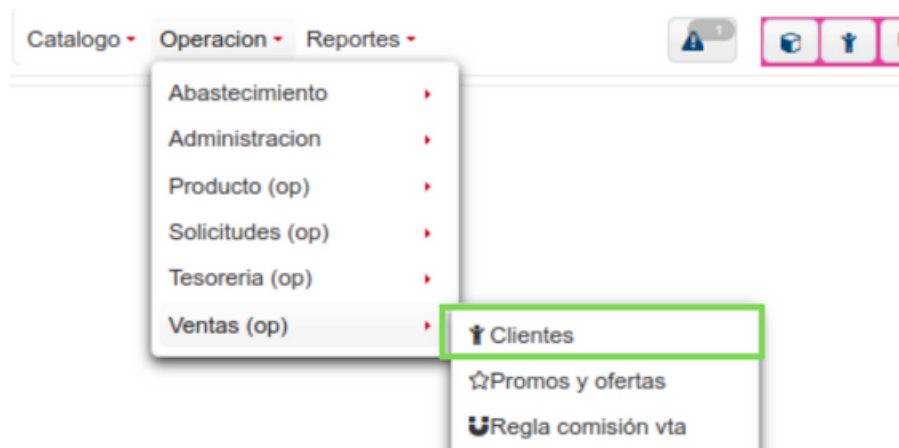 Catalogo Operacion Reportes 1
Abastecimiento
Administracion
Producto (op)
Solicitudes (op)
Tesoreria (op)
Ventas (op)
Clientes
Promos y ofertas
Regla comisión vta